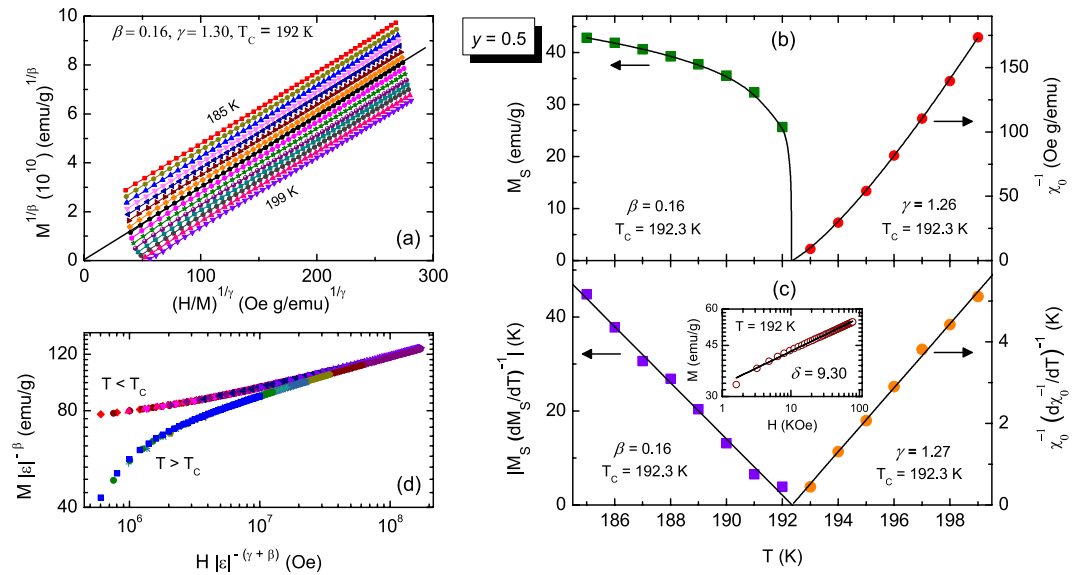 β = 0.16, γ = 1.30, T_C = 192 K
M^{1/β} (10^{10}) (emu/g)^{1/β}
10
8
6
4
2
0
185 K
199 K
(a)
0 100 200 300
(H/M)^{1/γ} (Oe g/emu)^{1/γ}
y = 0.5
(b)
M_S (emu/g)
40
30
20
10
0
β = 0.16
T_C = 192.3 K
γ = 1.26
T_C = 192.3 K
150
100
50
0
χ_0^{-1} (Oe g/emu)
(c)
|M_S (dM_S/dT)^{-1}| (K)
40
20
0
β = 0.16
T_C = 192.3 K
γ = 1.27
T_C = 192.3 K
4
2
0
χ_0^{-1} (dχ_0^{-1}/dT)^{-1} (K)
186 188 190 192 194 196 198
T (K)
M (emu/g)
60
45
30
T = 192 K
δ = 9.30
1 10 100
H (KOe)
M |ε|^{-β} (emu/g)
120
80
40
T < T_C
T > T_C
(d)
10^6 10^7 10^8
H |ε|^{-(γ + β)} (Oe)